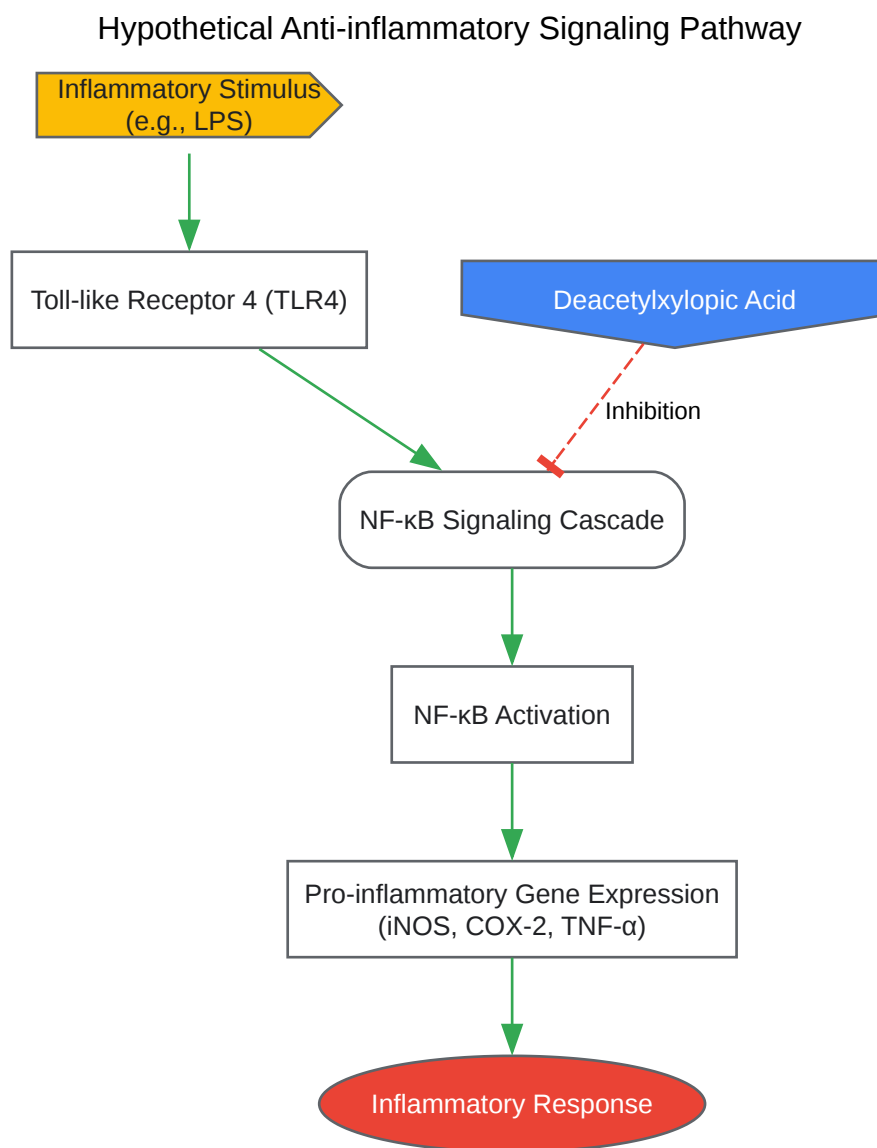 Hypothetical Anti-inflammatory Signaling Pathway
Inflammatory Stimulus
(e.g., LPS)
Toll-like Receptor 4 (TLR4)
Deacetylxylopic Acid
Inhibition
NF-κB Signaling Cascade
NF-κB Activation
Pro-inflammatory Gene Expression
(iNOS, COX-2, TNF-α)
Inflammatory Response